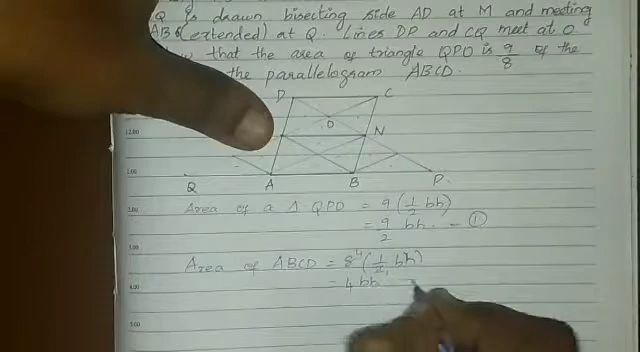 Q is drawn bisecting side AD at M and meeting
AB (extended) at Q. Lines DP and CQ meet at O.
that the area of triangle QPO is 9/8 of the
the parallelogram ABCD.
D C
O N
Q A B P.
Area of a Δ QPO = 9 (1/2 bh)
= 9/2 bh. - ①
Area of ABCD = 8 4 (1/2 bh)
= 4 bh